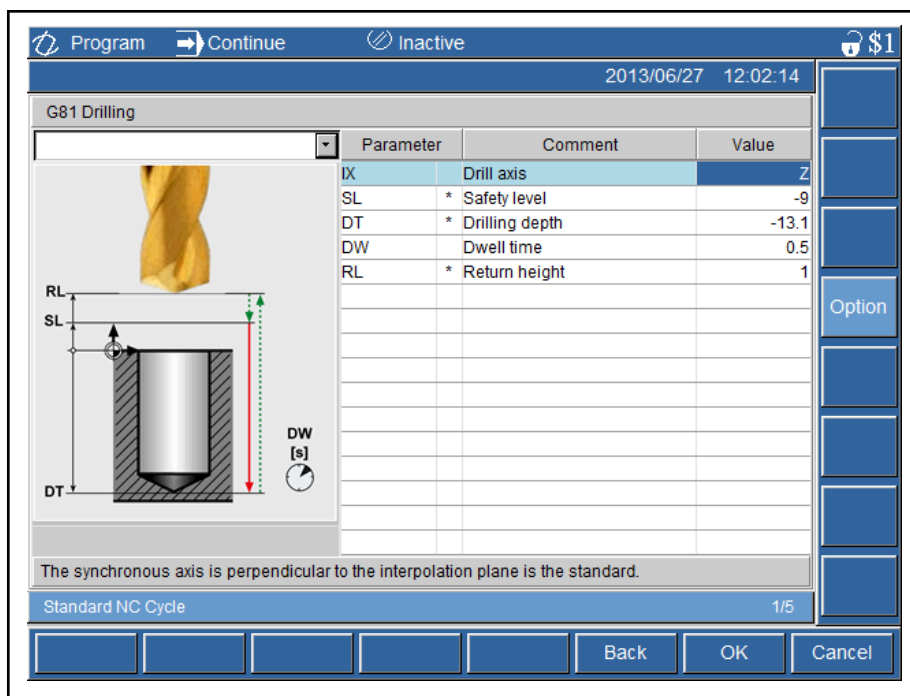 Program Continue Inactive $1
2013/06/27 12:02:14
G81 Drilling
Parameter Comment Value
IX Drill axis Z
SL * Safety level -9
DT * Drilling depth -13.1
DW Dwell time 0.5
RL * Return height 1
RL
SL
DW
[s]
DT
Option
The synchronous axis is perpendicular to the interpolation plane is the standard.
Standard NC Cycle 1/5
Back OK Cancel